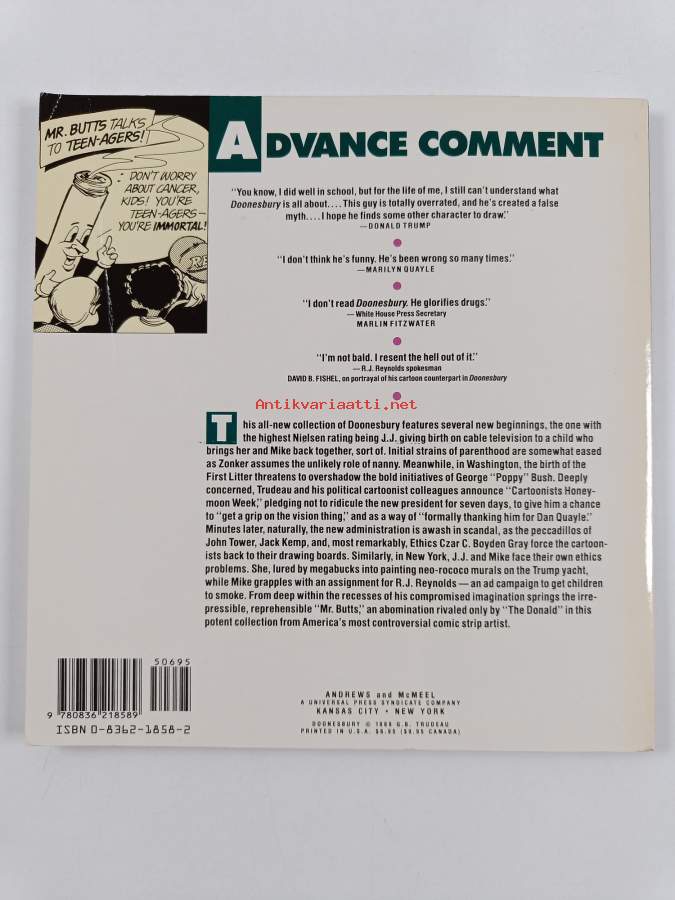 MR. BUTTS TALKS
TO TEEN-AGERS!
DON'T WORRY
ABOUT CANCER,
KIDS! YOU'RE
TEEN-AGERS—
YOU'RE IMMORTAL!
ADVANCE COMMENT
"You know, I did well in school, but for the life of me, I still can't understand what
Doonesbury is all about.... This guy is totally overrated, and he's created a false
myth.... I hope he finds some other character to draw."
—DONALD TRUMP
"I don't think he's funny. He's been wrong so many times."
—MARILYN QUAYLE
"I don't read Doonesbury. He glorifies drugs."
— White House Press Secretary
MARLIN FITZWATER
"I'm not bald. I resent the hell out of it."
— R.J. Reynolds spokesman
DAVID B. FISHEL, on portrayal of his cartoon counterpart in Doonesbury
Antikvariaatti.net
This all-new collection of Doonesbury features several new beginnings, the one with
the highest Nielsen rating being J.J. giving birth on cable television to a child who
brings her and Mike back together, sort of. Initial strains of parenthood are somewhat eased
as Zonker assumes the unlikely role of nanny. Meanwhile, in Washington, the birth of the
First Litter threatens to overshadow the bold initiatives of George "Poppy" Bush. Deeply
concerned, Trudeau and his political cartoonist colleagues announce "Cartoonists Honey-
moon Week," pledging not to ridicule the new president for seven days, to give him a chance
to "get a grip on the vision thing," and as a way of "formally thanking him for Dan Quayle."
Minutes later, naturally, the new administration is awash in scandal, as the peccadillos of
John Tower, Jack Kemp, and, most remarkably, Ethics Czar C. Boyden Gray force the cartoon-
ists back to their drawing boards. Similarly, in New York, J.J. and Mike face their own ethics
problems. She, lured by megabucks into painting neo-rococo murals on the Trump yacht,
while Mike grapples with an assignment for R.J. Reynolds — an ad campaign to get children
to smoke. From deep within the recesses of his compromised imagination springs the irre-
pressible, reprehensible "Mr. Butts," an abomination rivaled only by "The Donald" in this
potent collection from America's most controversial comic strip artist.
50695
9 780836 218589
ISBN 0-8362-1858-2
ANDREWS and McMEEL
A UNIVERSAL PRESS SYNDICATE COMPANY
KANSAS CITY • NEW YORK
DOONESBURY © 1989 G.B. TRUDEAU
PRINTED IN U.S.A. $6.95 ($9.95 CANADA)